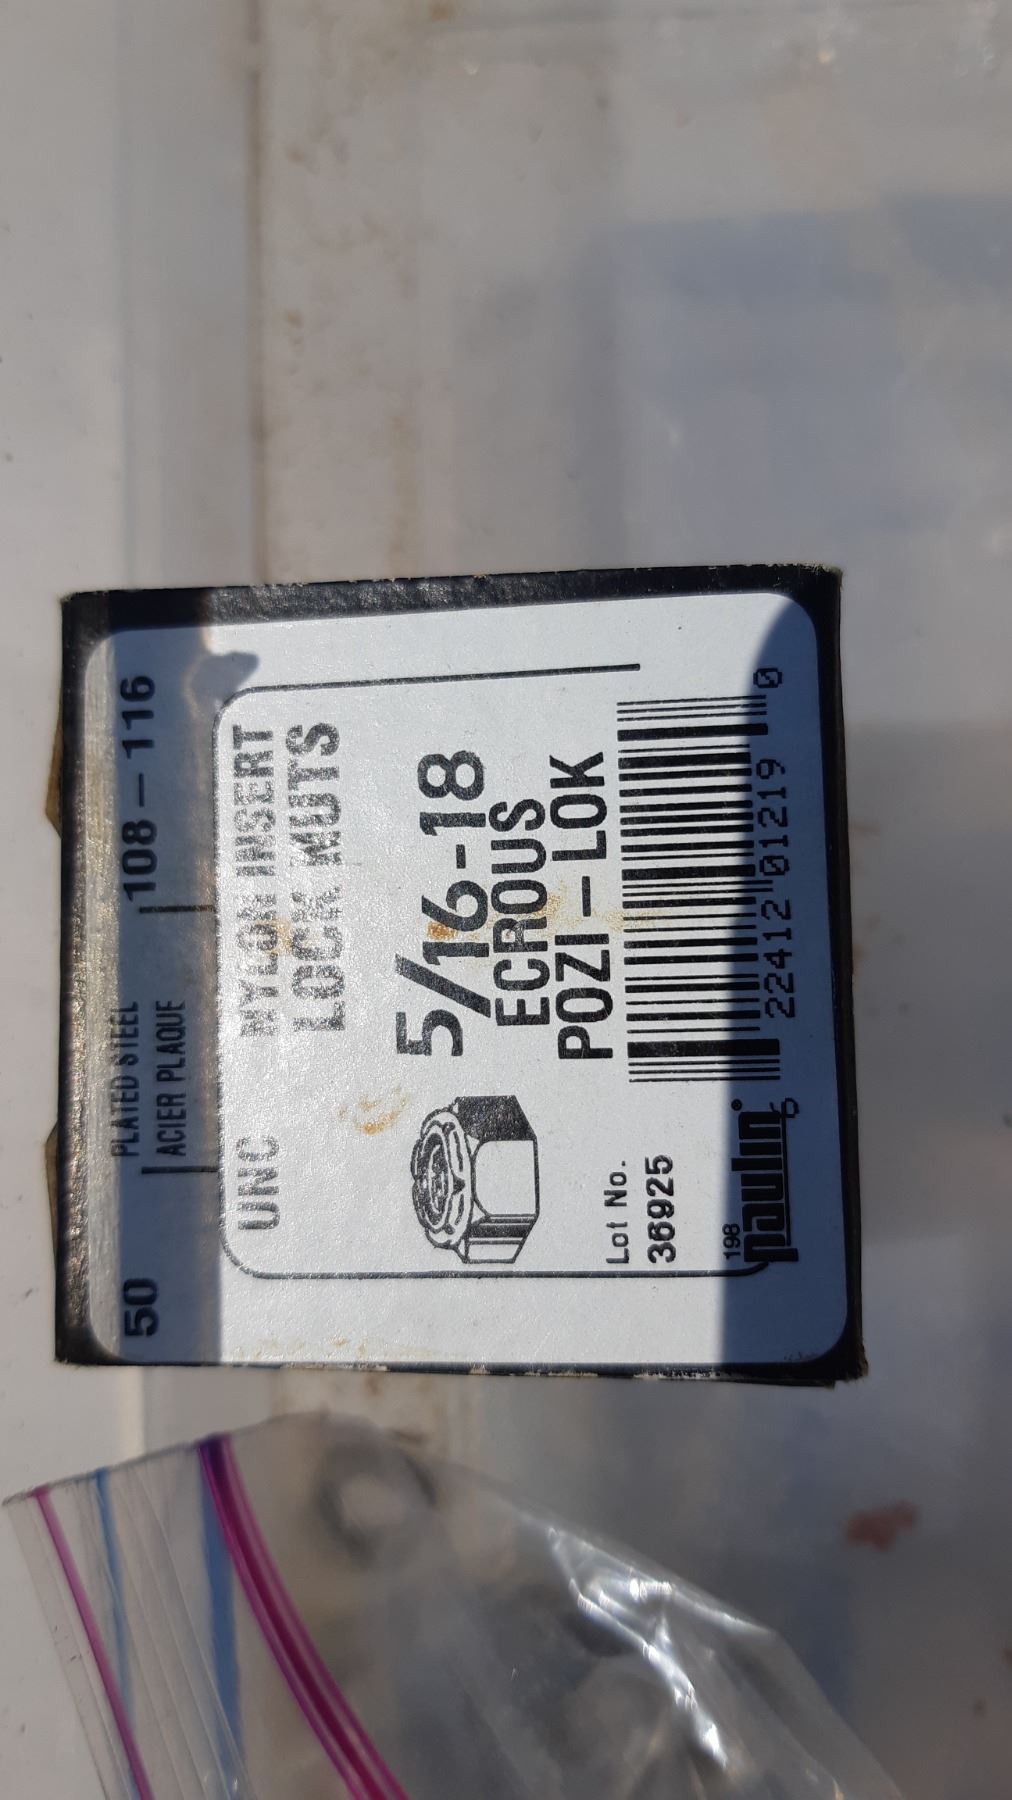 50 PLATED STEEL 108-116
ACIER PLAQUE
UNC NYLON INSERT
LOCK NUTS
5/16-18
ECROUS
POZI-LOK
Lot No.
36925
198
paulin®
6 22412 01219 0